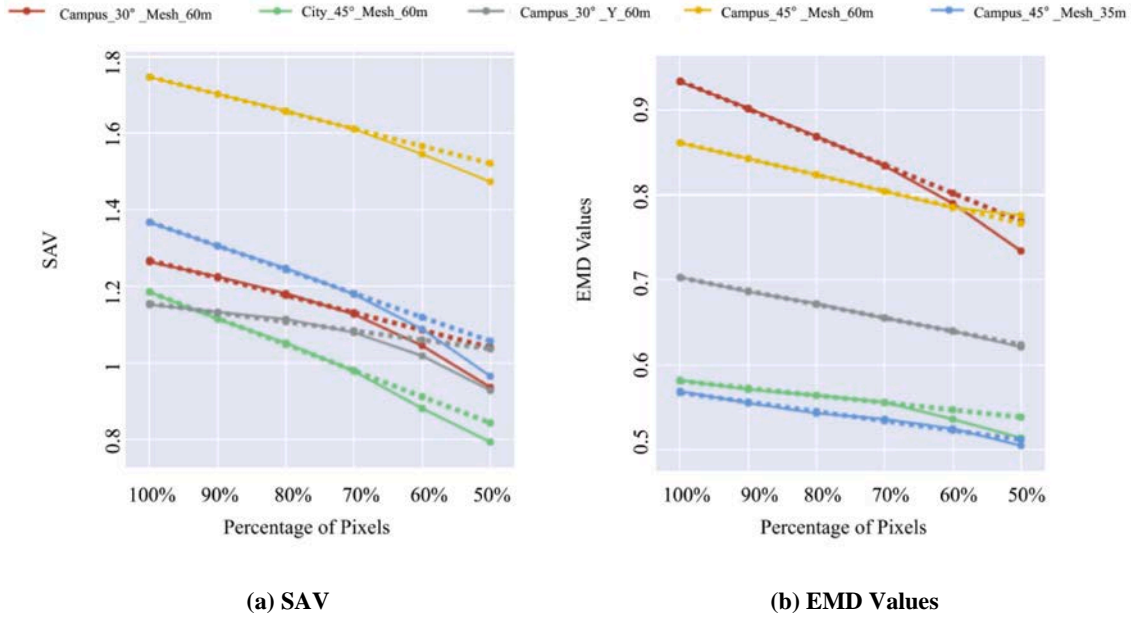 Campus_30° _Mesh_60m City_45°_Mesh_60m Campus_30° _Y_60m Campus_45° _Mesh_60m Campus_45° _Mesh_35m
SAV
1.8
1.6
1.4
1.2
1
0.8
100% 90% 80% 70% 60% 50%
Percentage of Pixels
EMD Values
0.9
0.8
0.7
0.6
0.5
100% 90% 80% 70% 60% 50%
Percentage of Pixels
(a) SAV
(b) EMD Values